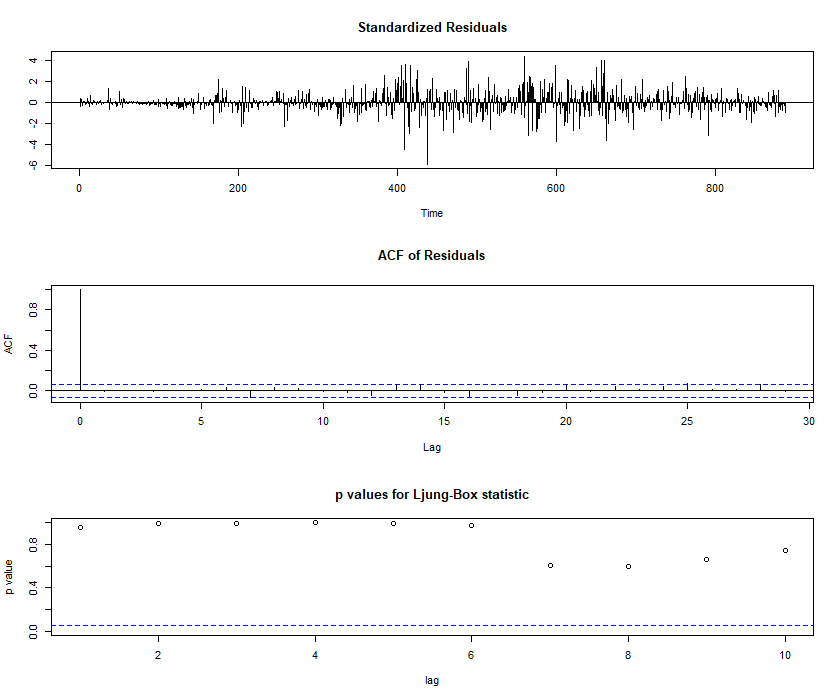 Standardized Residuals
4
2
0
-2
-4
-6
0 200 400 600 800
Time
ACF of Residuals
ACF
0.8
0.4
0.0
0 5 10 15 20 25 30
Lag
p values for Ljung-Box statistic
p value
0.8
0.4
0.0
2 4 6 8 10
lag